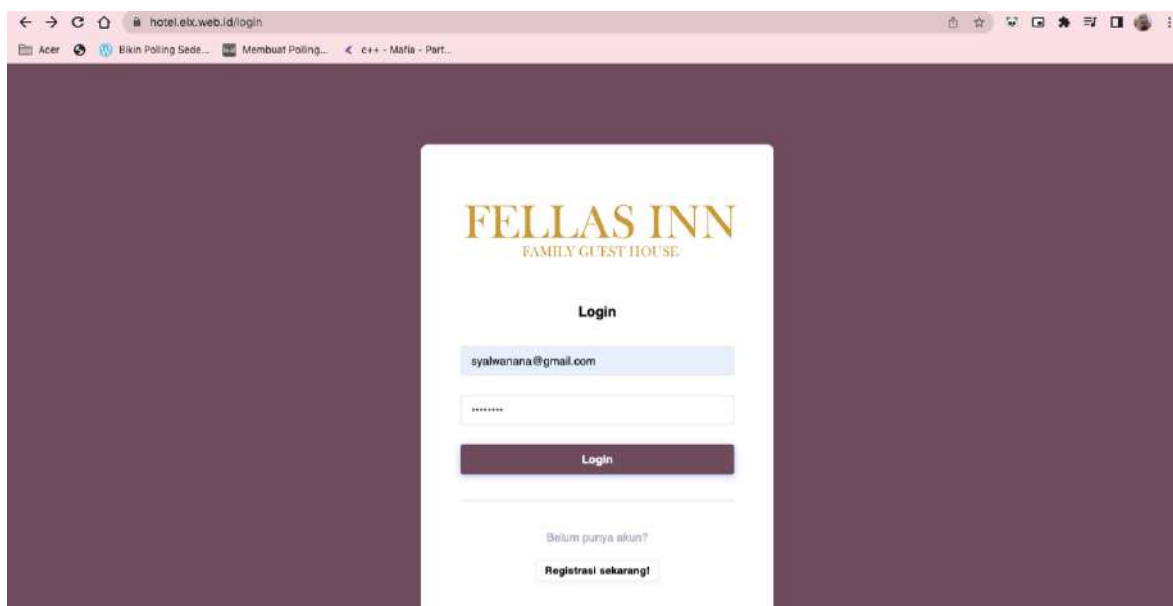 hotel.elx.web.id/login
Acer Bikin Polling Sede... Membuat Polling... c++ - Mafia - Part...
FELLAS INN
FAMILY GUEST HOUSE
Login
syalwanana@gmail.com
••••••••
Login
Belum punya akun?
Registrasi sekarang!